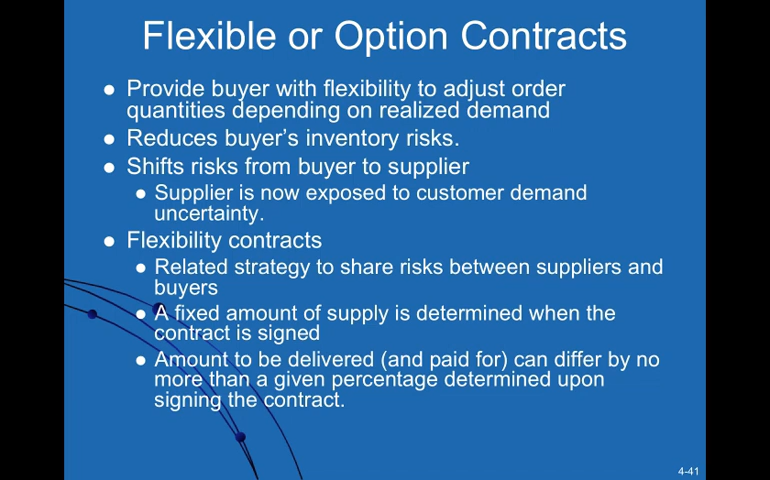 Flexible or Option Contracts
● Provide buyer with flexibility to adjust order
quantities depending on realized demand
● Reduces buyer's inventory risks.
● Shifts risks from buyer to supplier
● Supplier is now exposed to customer demand
uncertainty.
● Flexibility contracts
● Related strategy to share risks between suppliers and
buyers
● A fixed amount of supply is determined when the
contract is signed
● Amount to be delivered (and paid for) can differ by no
more than a given percentage determined upon
signing the contract.
4-41